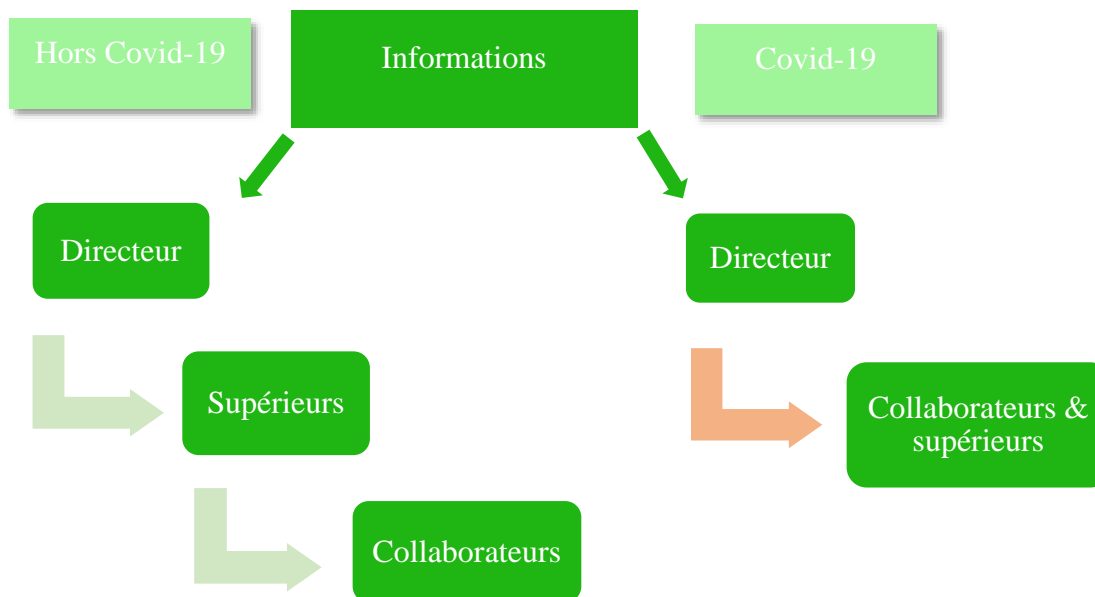 Hors Covid-19
Informations
Covid-19
Directeur
Directeur
Supérieurs
Collaborateurs &
supérieurs
Collaborateurs